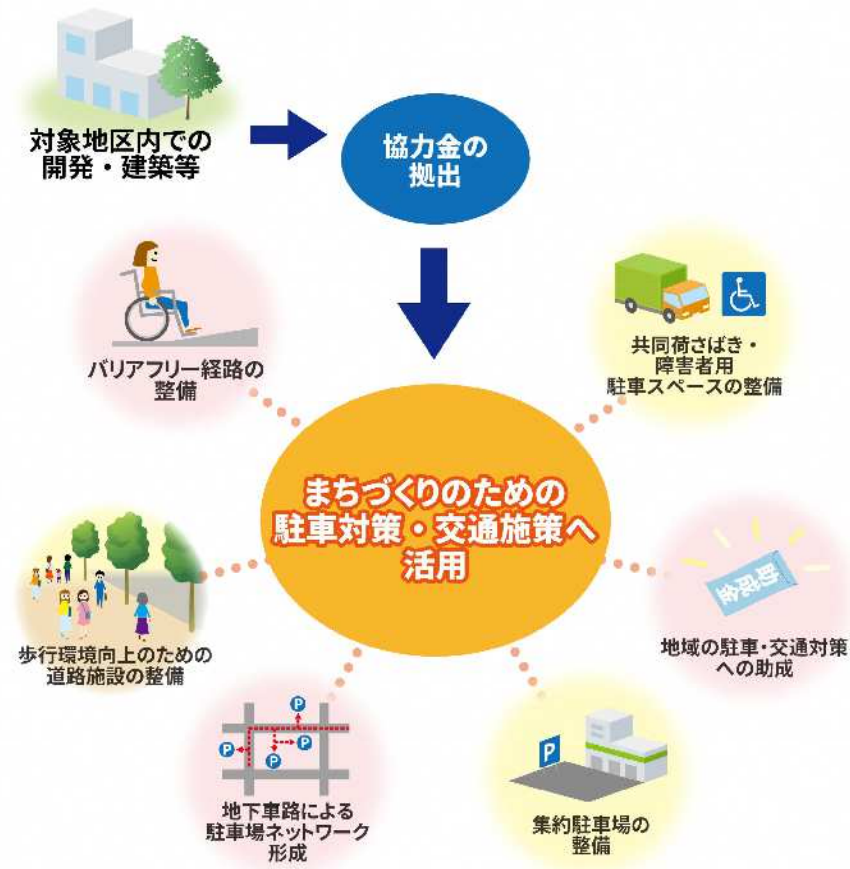 対象地区内での
開発・建築等
協力金の
拠出
バリアフリー経路の
整備
共同荷さばき・
障害者用
駐車スペースの整備
まちづくりのための
駐車対策・交通施策へ
活用
助成金
歩行環境向上のための
道路施設の整備
地域の駐車・交通対策
への助成
P
P
P
P
地下車路による
駐車場ネットワーク
形成
P
集約駐車場の
整備